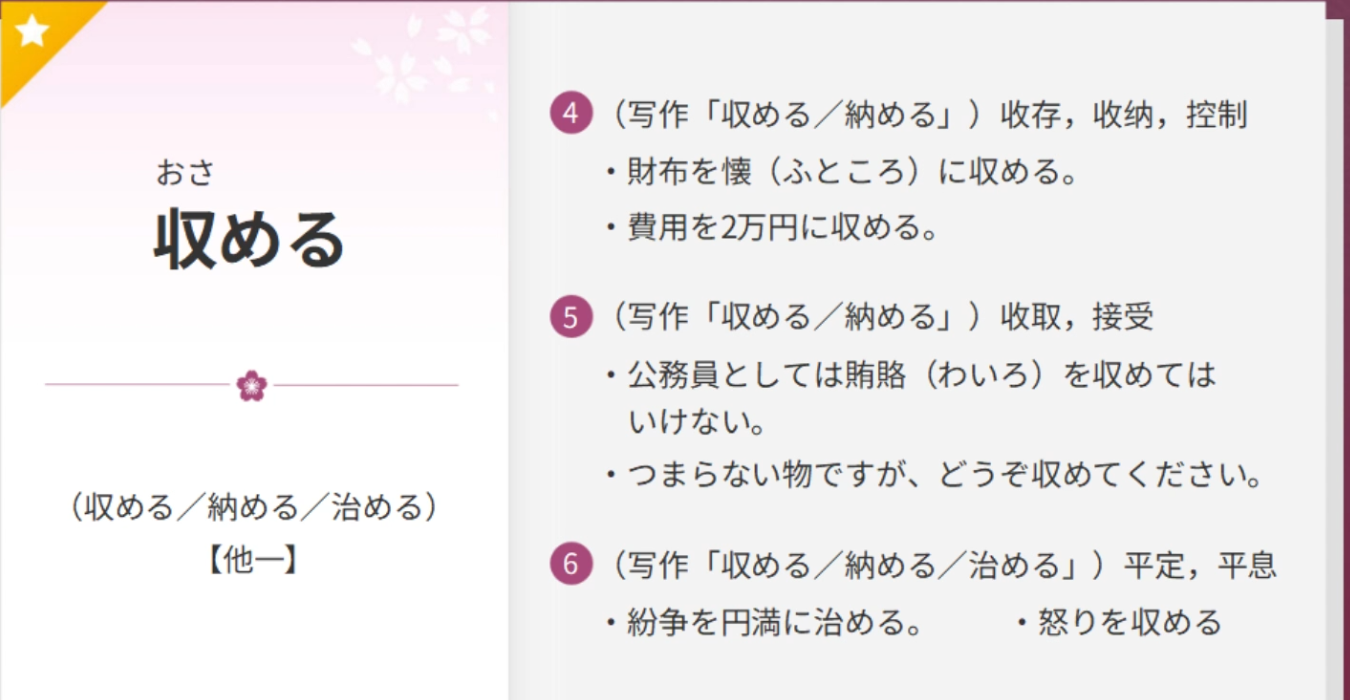 おさ
収める
（収める／納める／治める）
【他一】
4 （写作「収める／納める」）收存，收纳，控制
・財布を懐（ふところ）に収める。
・費用を2万円に収める。
5 （写作「収める／納める」）收取，接受
・公務員としては賄賂（わいろ）を収めては
いけない。
・つまらない物ですが、どうぞ収めてください。
6 （写作「収める／納める／治める」）平定，平息
・紛争を円満に治める。 ・怒りを収める